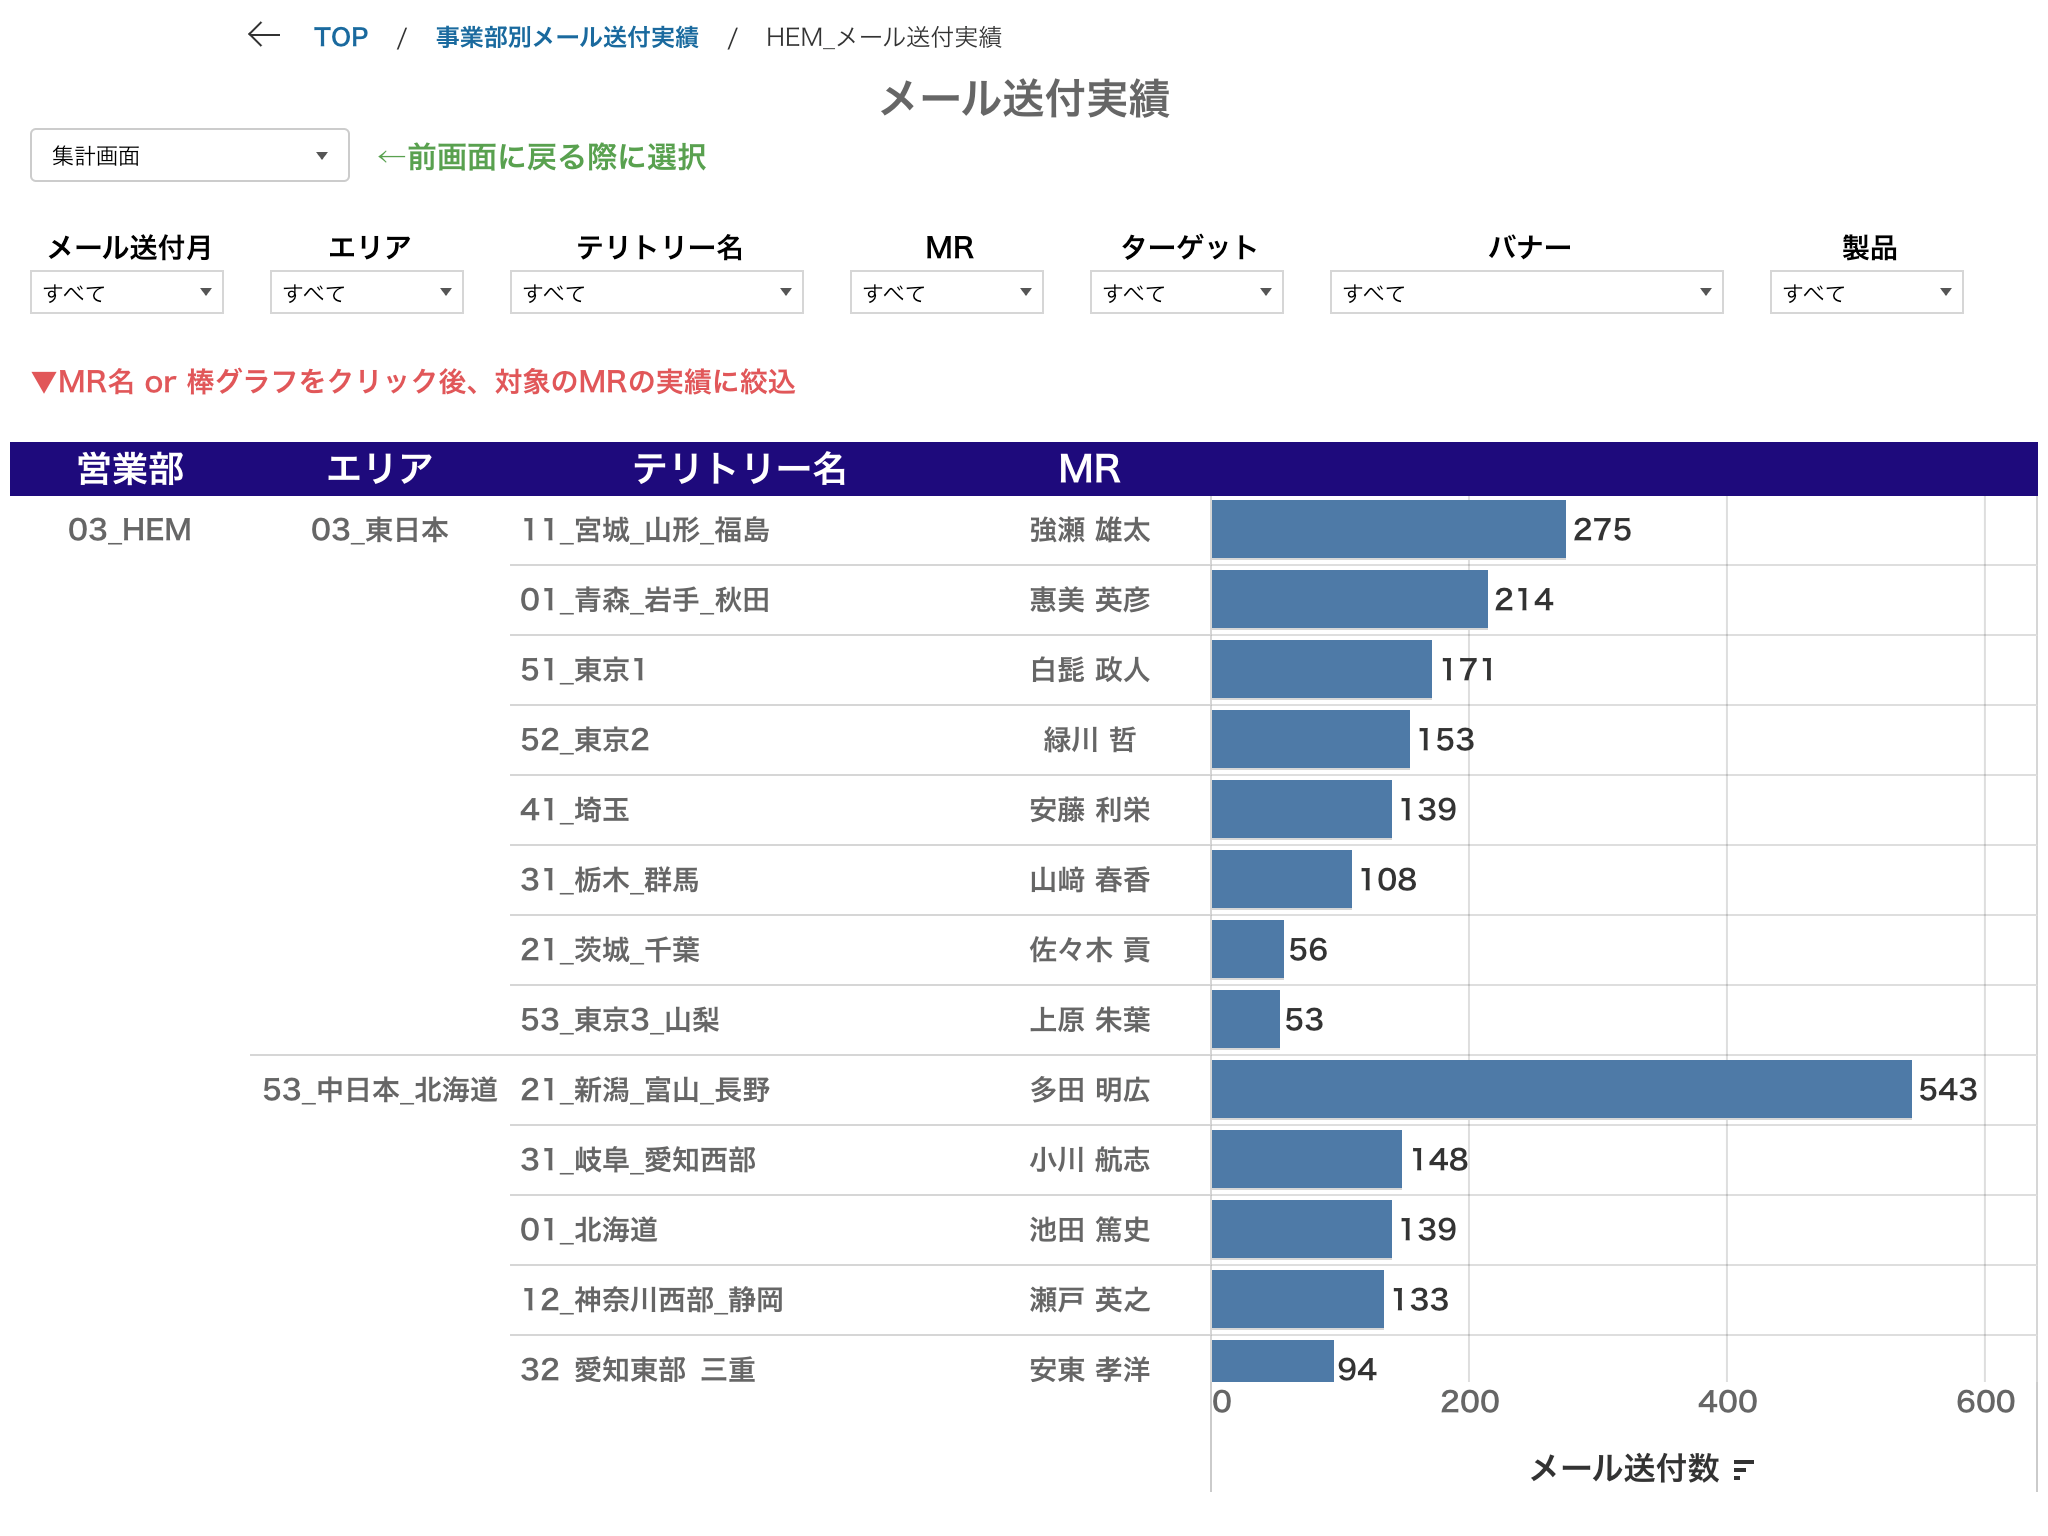 ← TOP / 事業部別メール送付実績 / HEM_メール送付実績
メール送付実績
集計画面 ▼ ←前画面に戻る際に選択
メール送付月 エリア テリトリー名 MR ターゲット バナー 製品
すべて すべて すべて すべて すべて すべて すべて
▼MR名 or 棒グラフをクリック後、対象のMRの実績に絞込
営業部 エリア テリトリー名 MR
03_HEM 03_東日本 11_宮城_山形_福島 強瀬 雄太 275
01_青森_岩手_秋田 惠美 英彦 214
51_東京1 白髭 政人 171
52_東京2 緑川 哲 153
41_埼玉 安藤 利栄 139
31_栃木_群馬 山﨑 春香 108
21_茨城_千葉 佐々木 貢 56
53_東京3_山梨 上原 朱葉 53
53_中日本_北海道 21_新潟_富山_長野 多田 明広 543
31_岐阜_愛知西部 小川 航志 148
01_北海道 池田 篤史 139
12_神奈川西部_静岡 瀬戸 英之 133
32 愛知東部 三重 安東 孝洋 94
0 200 400 600
メール送付数